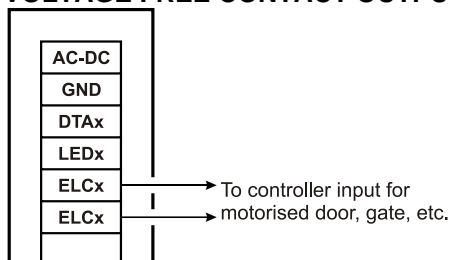 VOLTAGE FREE CONTACT OUTPU
AC-DC
GND
DTAx
LEDx
ELCx
ELCx
To controller input for
motorised door, gate, etc.